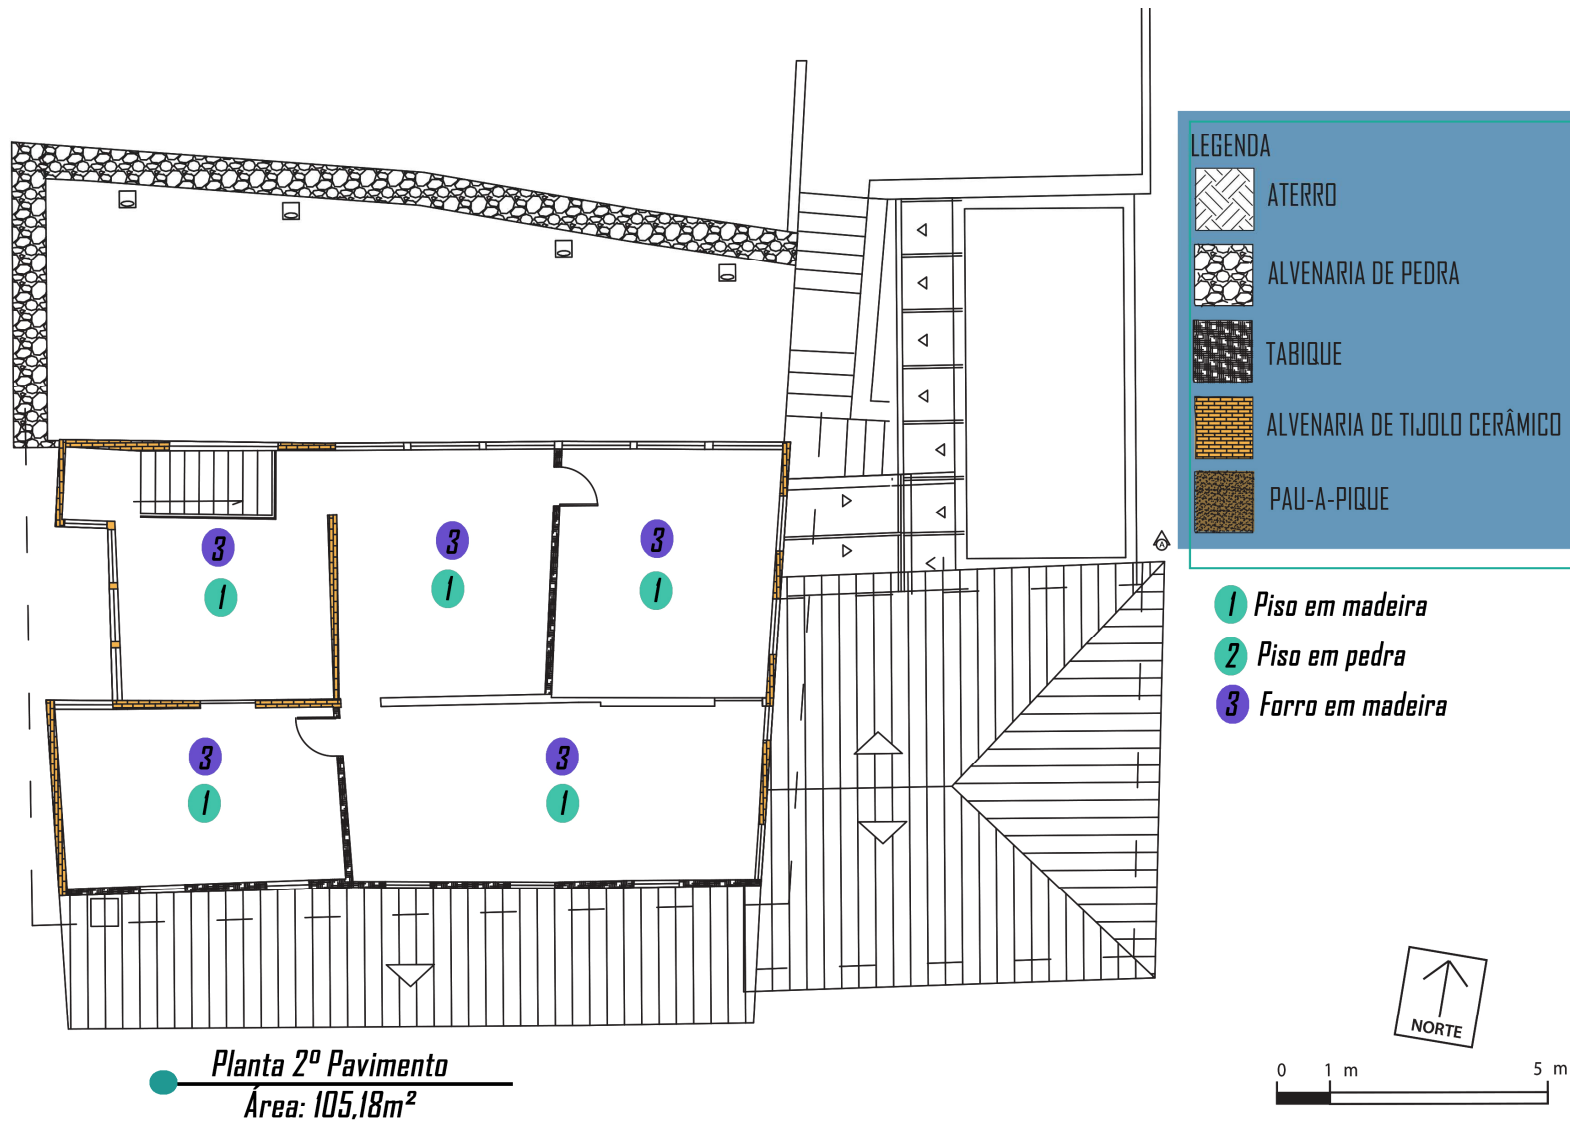 LEGENDA
ATERRO
ALVENARIA DE PEDRA
TABIQUE
ALVENARIA DE TIJOLO CERÂMICO
PAU-A-PIQUE
1 Piso em madeira
2 Piso em pedra
3 Forro em madeira
3 3 3
1 1 1
3 3
1 1
A
NORTE
0 1 m 5 m
Planta 2º Pavimento
Área: 105,18m²